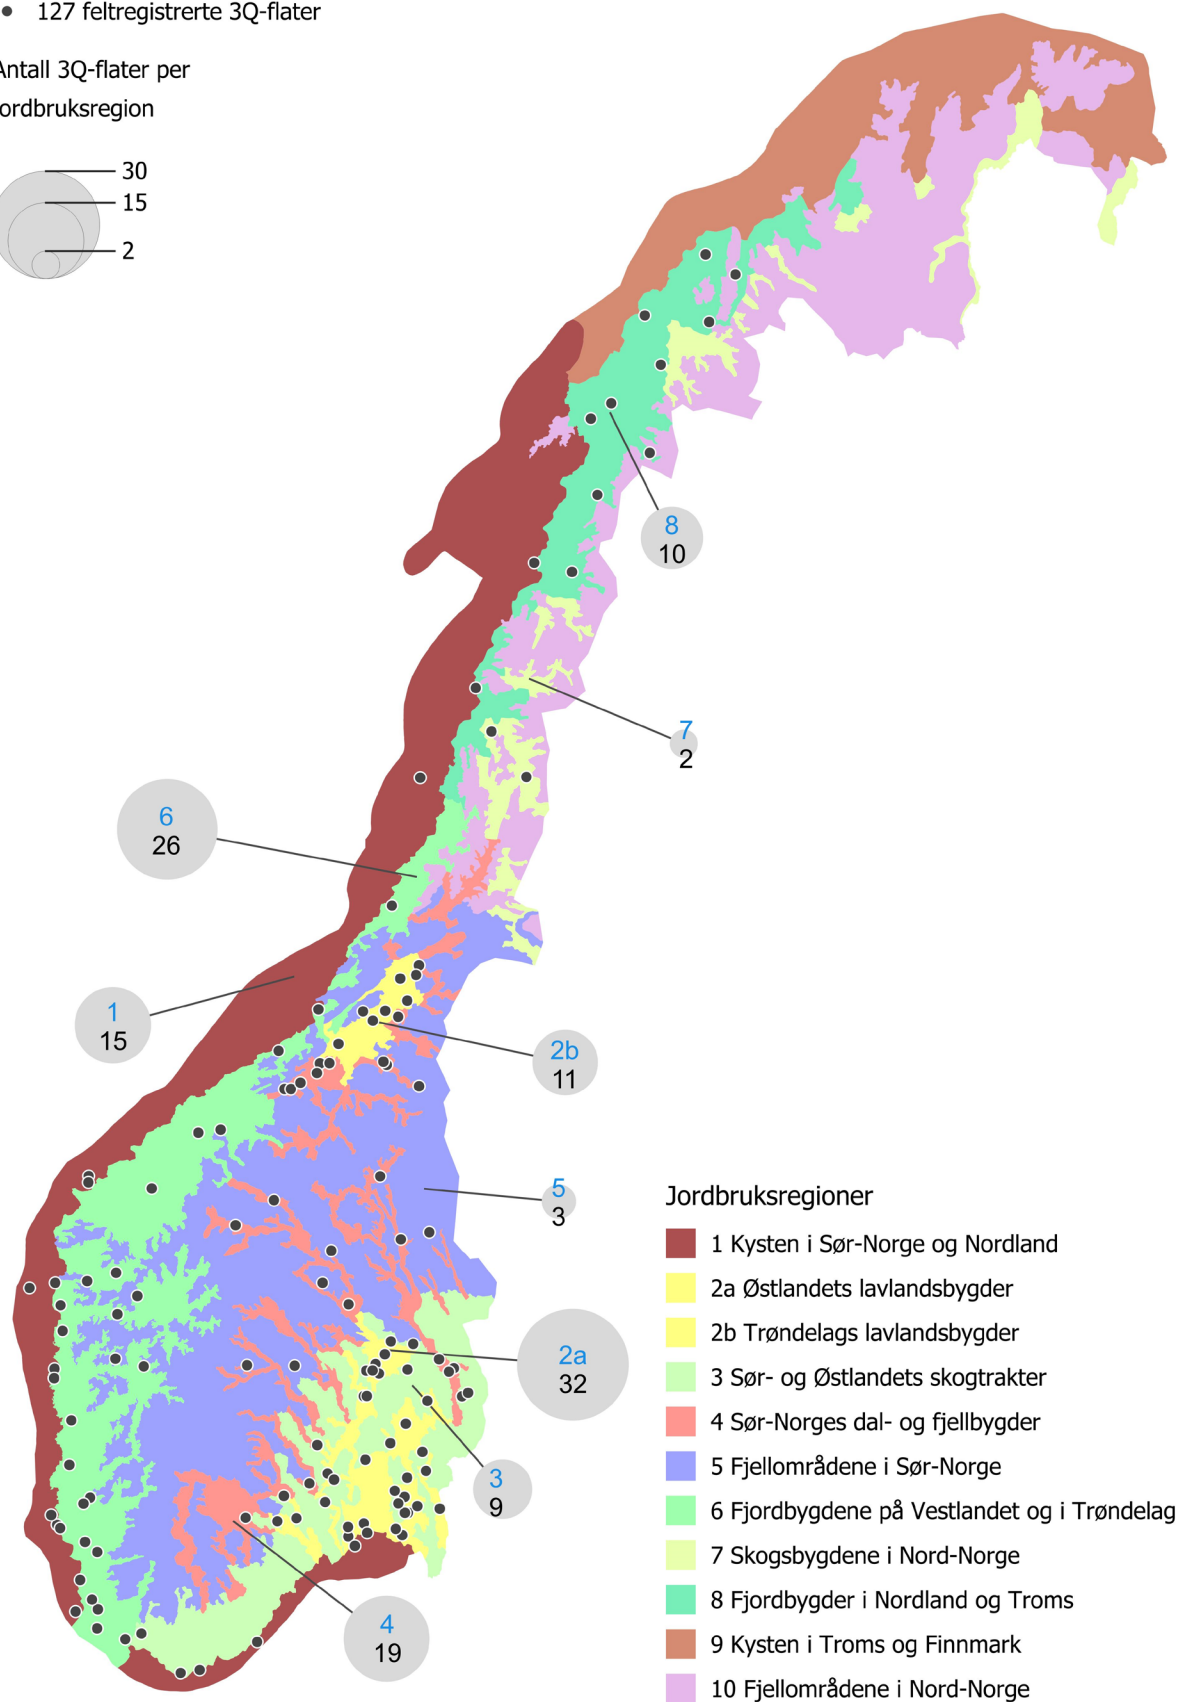 127 feltregistrerte 3Q-flater
Antall 3Q-flater per
jordbruksregion
30
15
2
8
10
7
2
6
26
1
15
2b
11
5
3
2a
32
3
9
4
19
Jordbruksregioner
1 Kysten i Sør-Norge og Nordland
2a Østlandets lavlandsbygder
2b Trøndelags lavlandsbygder
3 Sør- og Østlandets skogtrakter
4 Sør-Norges dal- og fjellbygder
5 Fjellområdene i Sør-Norge
6 Fjordbygdene på Vestlandet og i Trøndelag
7 Skogsbygdene i Nord-Norge
8 Fjordbygder i Nordland og Troms
9 Kysten i Troms og Finnmark
10 Fjellområdene i Nord-Norge